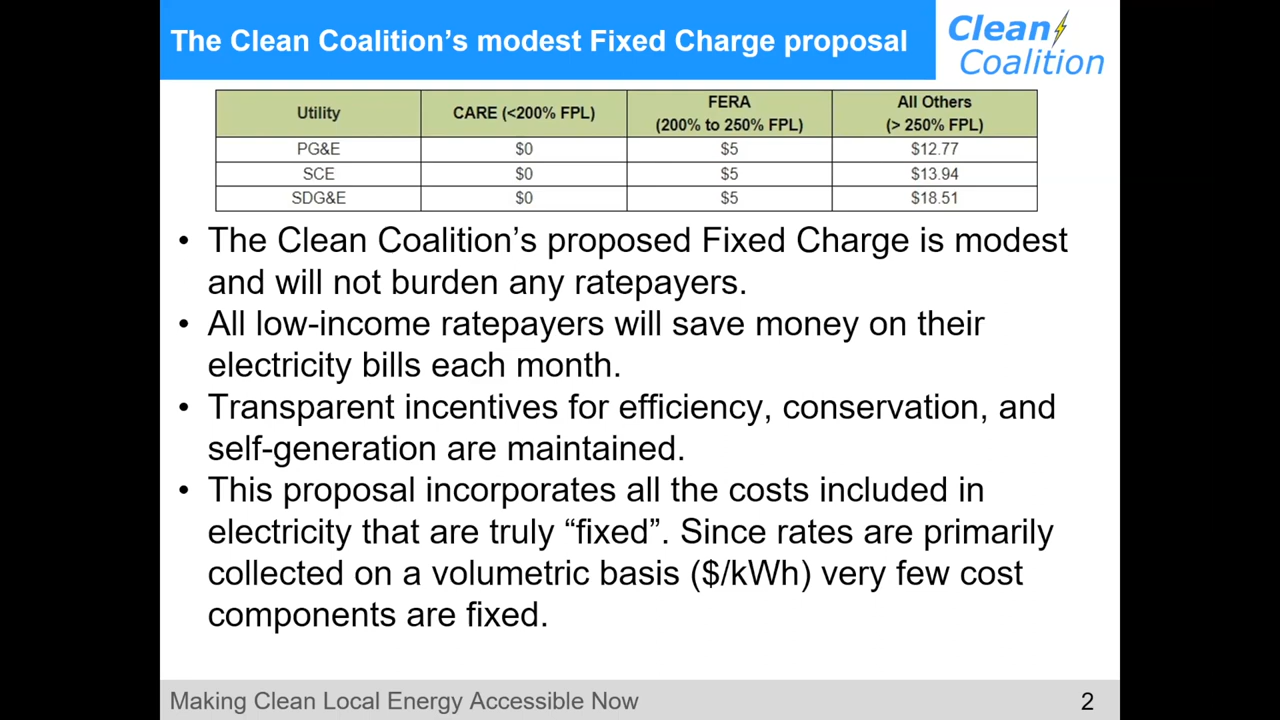 The Clean Coalition’s modest Fixed Charge proposal
Clean
Coalition
Utility CARE (<200% FPL) FERA (200% to 250% FPL) All Others (> 250% FPL)
PG&E $0 $5 $12.77
SCE $0 $5 $13.94
SDG&E $0 $5 $18.51
• The Clean Coalition’s proposed Fixed Charge is modest
and will not burden any ratepayers.
• All low-income ratepayers will save money on their
electricity bills each month.
• Transparent incentives for efficiency, conservation, and
self-generation are maintained.
• This proposal incorporates all the costs included in
electricity that are truly “fixed”. Since rates are primarily
collected on a volumetric basis ($/kWh) very few cost
components are fixed.
Making Clean Local Energy Accessible Now 2